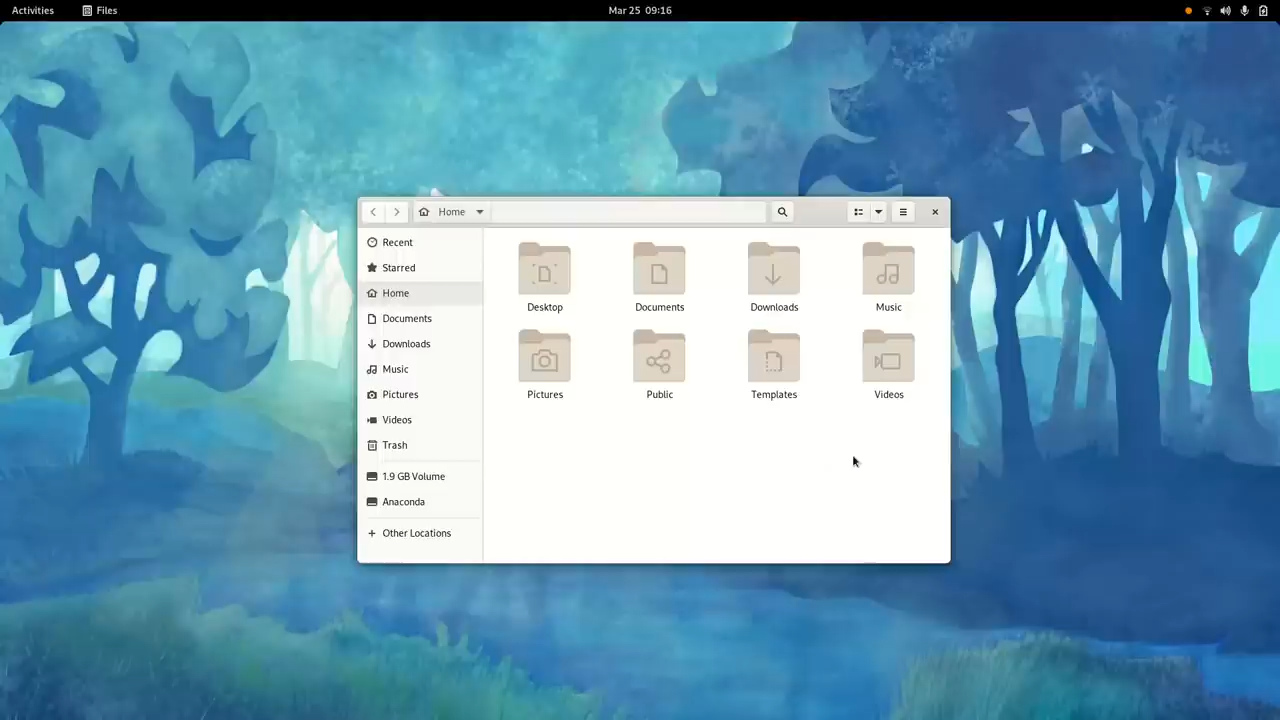 Activities Files Mar 25 09:16
Home
Recent
Starred
Home
Documents
Downloads
Music
Pictures
Videos
Trash
1.9 GB Volume
Anaconda
Other Locations
Desktop Documents Downloads Music
Pictures Public Templates Videos